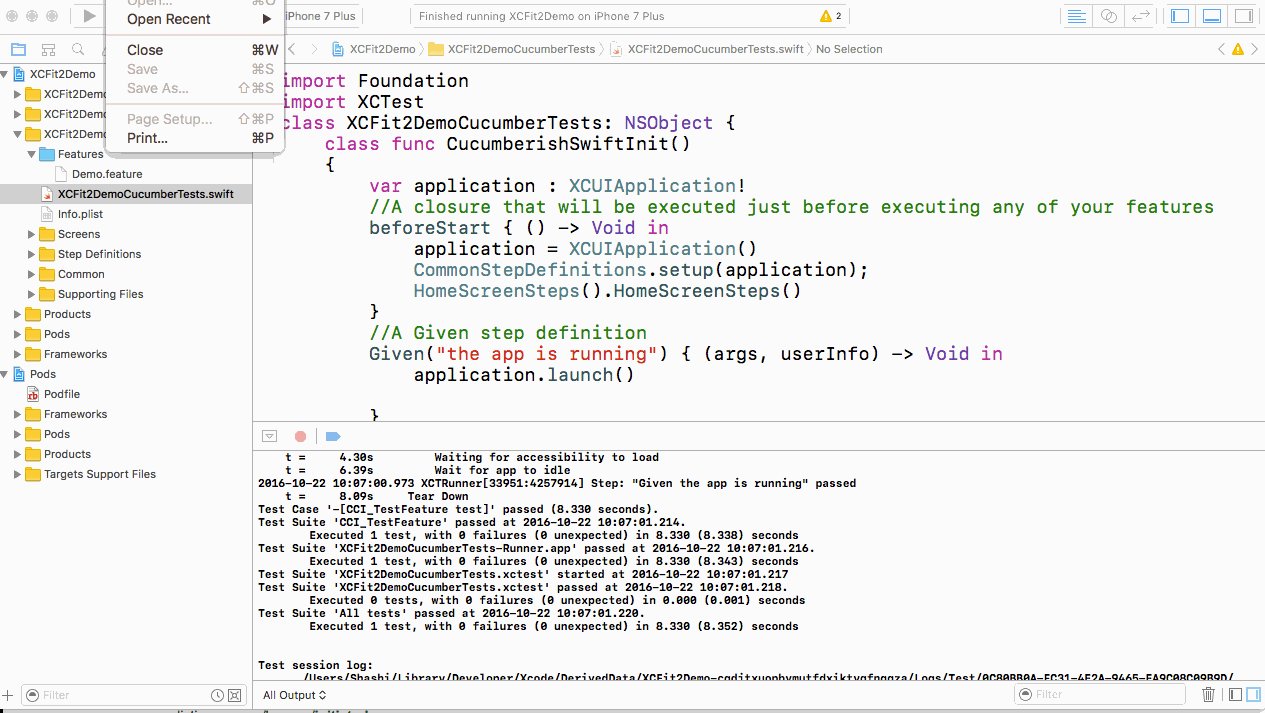 Open... ⌘O
Open Recent ▶
Close ⌘W
Save ⌘S
Save As... ⇧⌘S
Page Setup... ⇧⌘P
Print... ⌘P
iPhone 7 Plus
Finished running XCFit2Demo on iPhone 7 Plus
2
XCFit2Demo
XCFit2DemoCucumberTests
XCFit2DemoCucumberTests.swift
No Selection
XCFit2Demo
XCFit2Demo
XCFit2Demo
XCFit2Demo
Features
Demo.feature
XCFit2DemoCucumberTests.swift
Info.plist
Screens
Step Definitions
Common
Supporting Files
Products
Pods
Frameworks
Pods
Podfile
Frameworks
Pods
Products
Targets Support Files
Filter
import Foundation
import XCTest
class XCFit2DemoCucumberTests: NSObject {
class func CucumberishSwiftInit()
{
var application : XCUIApplication!
//A closure that will be executed just before executing any of your features
beforeStart { () -> Void in
application = XCUIApplication()
CommonStepDefinitions.setup(application);
HomeScreenSteps().HomeScreenSteps()
}
//A Given step definition
Given("the app is running") { (args, userInfo) -> Void in
application.launch()
}
t = 4.30s Waiting for accessibility to load
t = 6.39s Wait for app to idle
2016-10-22 10:07:00.973 XCTRunner[33951:4257914] Step: "Given the app is running" passed
t = 8.09s Tear Down
Test Case '-[CCI_TestFeature test]' passed (8.330 seconds).
Test Suite 'CCI_TestFeature' passed at 2016-10-22 10:07:01.214.
Executed 1 test, with 0 failures (0 unexpected) in 8.330 (8.338) seconds
Test Suite 'XCFit2DemoCucumberTests-Runner.app' passed at 2016-10-22 10:07:01.216.
Executed 1 test, with 0 failures (0 unexpected) in 8.330 (8.343) seconds
Test Suite 'XCFit2DemoCucumberTests.xctest' started at 2016-10-22 10:07:01.217
Test Suite 'XCFit2DemoCucumberTests.xctest' passed at 2016-10-22 10:07:01.218.
Executed 0 tests, with 0 failures (0 unexpected) in 0.000 (0.001) seconds
Test Suite 'All tests' passed at 2016-10-22 10:07:01.220.
Executed 1 test, with 0 failures (0 unexpected) in 8.330 (8.352) seconds
Test session log:
All Output
Filter